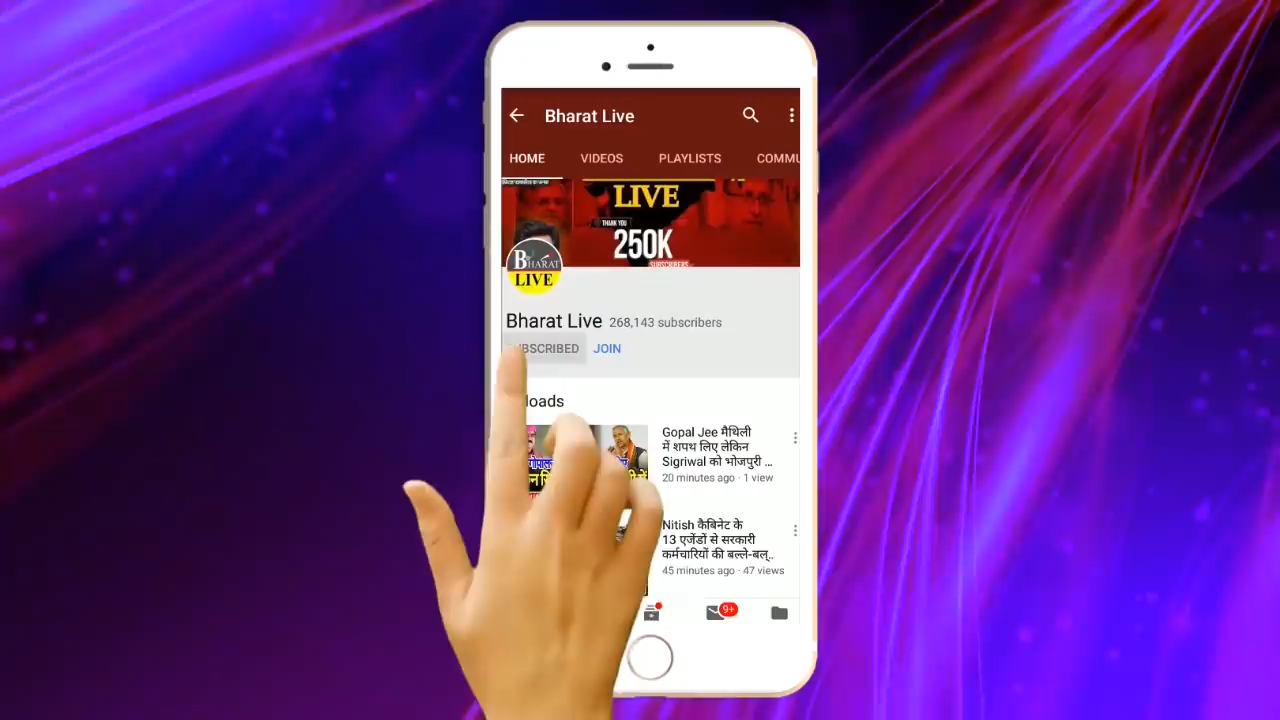 Bharat Live
HOME VIDEOS PLAYLISTS COMMU
LIVE
THANK YOU
250K
SUBSCRIBERS
BHARAT
LIVE
Bharat Live 268,143 subscribers
UBSCRIBED JOIN
loads
Gopal Jee मैथिली
में शपथ लिए लेकिन
Sigriwal को भोजपुरी ...
20 minutes ago · 1 view
Nitish कैबिनेट के
13 एजेंडों से सरकारी
कर्मचारियों की बल्ले-बल्..
45 minutes ago · 47 views
9+